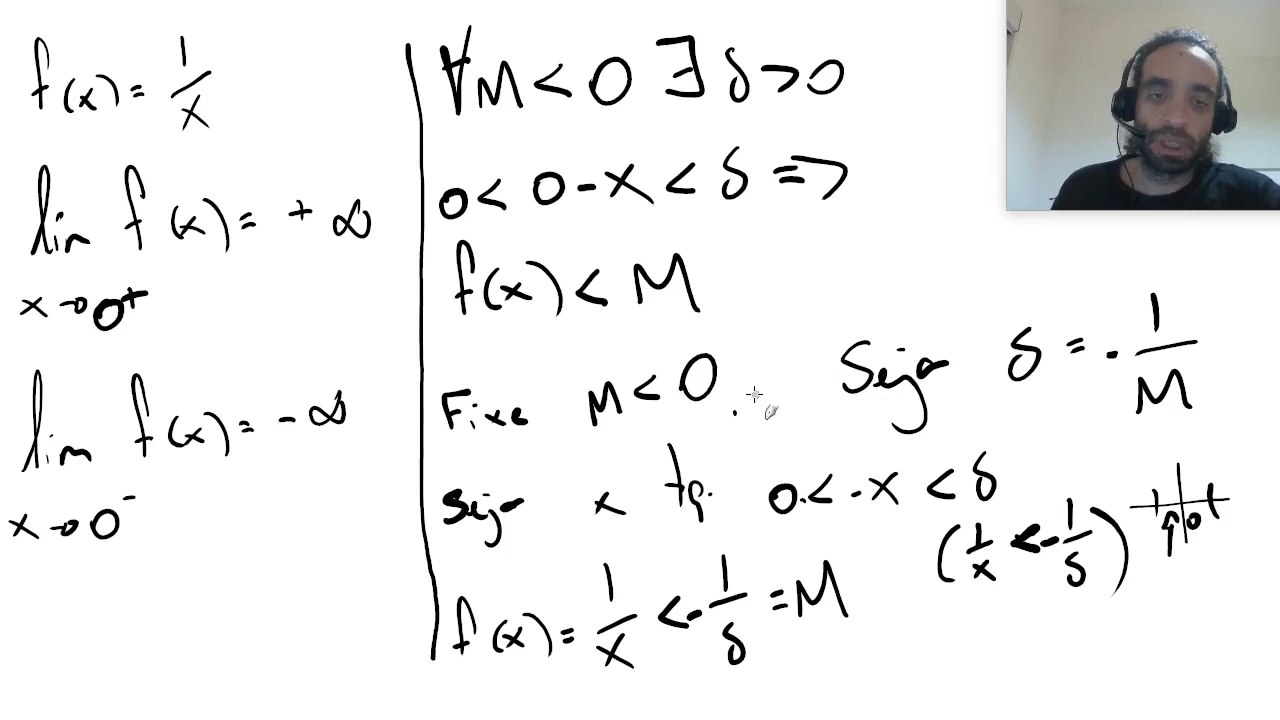 f(x) = 1/x
lim f(x) = +∞
x→0⁺
lim f(x) = -∞
x→0⁻
∀M < 0 ∃ δ > 0
0 < 0 - x < δ =>
f(x) < M
Fixe M < 0. Seja δ = - 1/M
Seja x tq. 0 < -x < δ
(1/x < - 1/δ)
f(x) = 1/x < - 1/δ = M